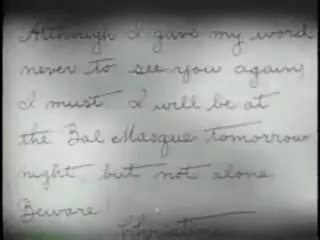 Although I gave my word
never to see you again,
I must. I will be at
the Bal Masque tomorrow
night, but not alone.
Beware!
Christine